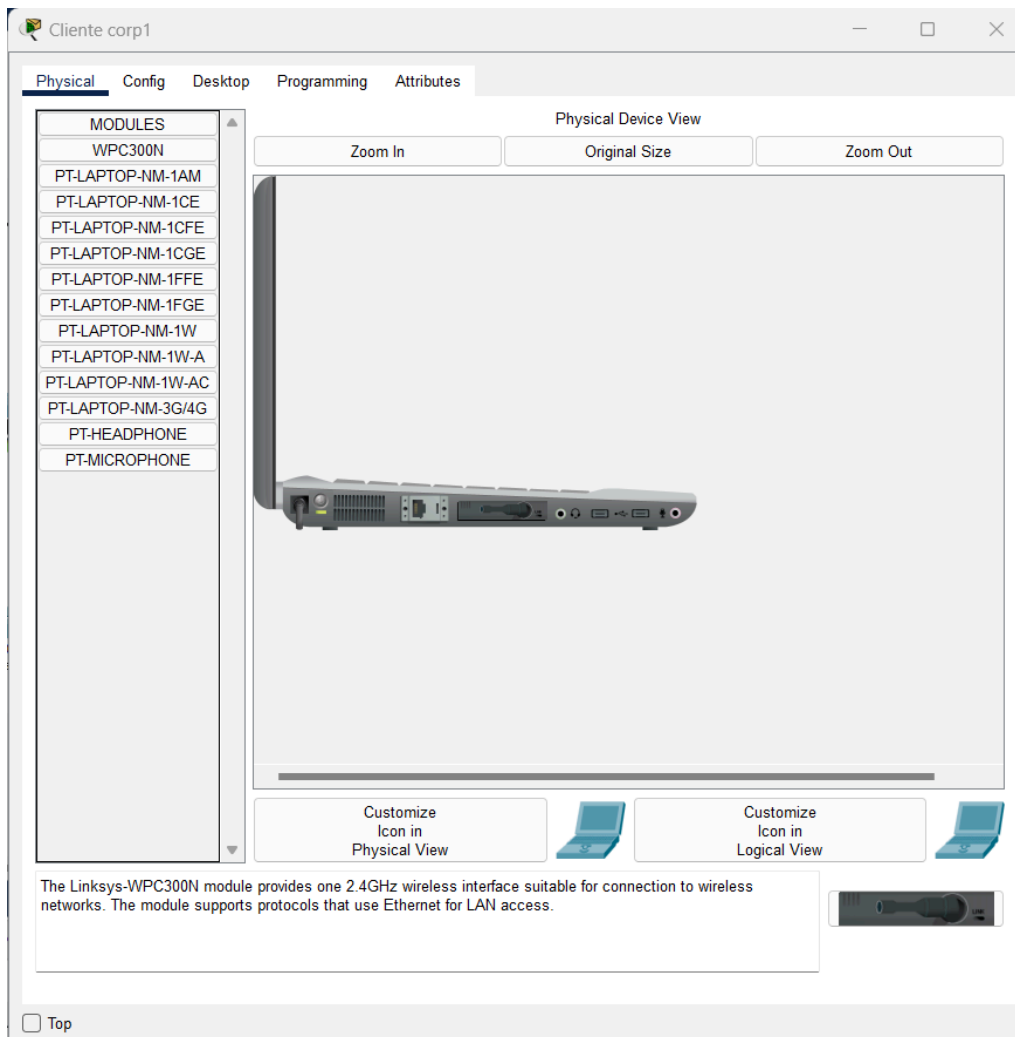 Cliente corp1
Physical Config Desktop Programming Attributes
MODULES
WPC300N
PT-LAPTOP-NM-1AM
PT-LAPTOP-NM-1CE
PT-LAPTOP-NM-1CFE
PT-LAPTOP-NM-1CGE
PT-LAPTOP-NM-1FFE
PT-LAPTOP-NM-1FGE
PT-LAPTOP-NM-1W
PT-LAPTOP-NM-1W-A
PT-LAPTOP-NM-1W-AC
PT-LAPTOP-NM-3G/4G
PT-HEADPHONE
PT-MICROPHONE
Physical Device View
Zoom In Original Size Zoom Out
Customize
Icon in
Physical View
Customize
Icon in
Logical View
The Linksys-WPC300N module provides one 2.4GHz wireless interface suitable for connection to wireless
networks. The module supports protocols that use Ethernet for LAN access.
LINK
Top